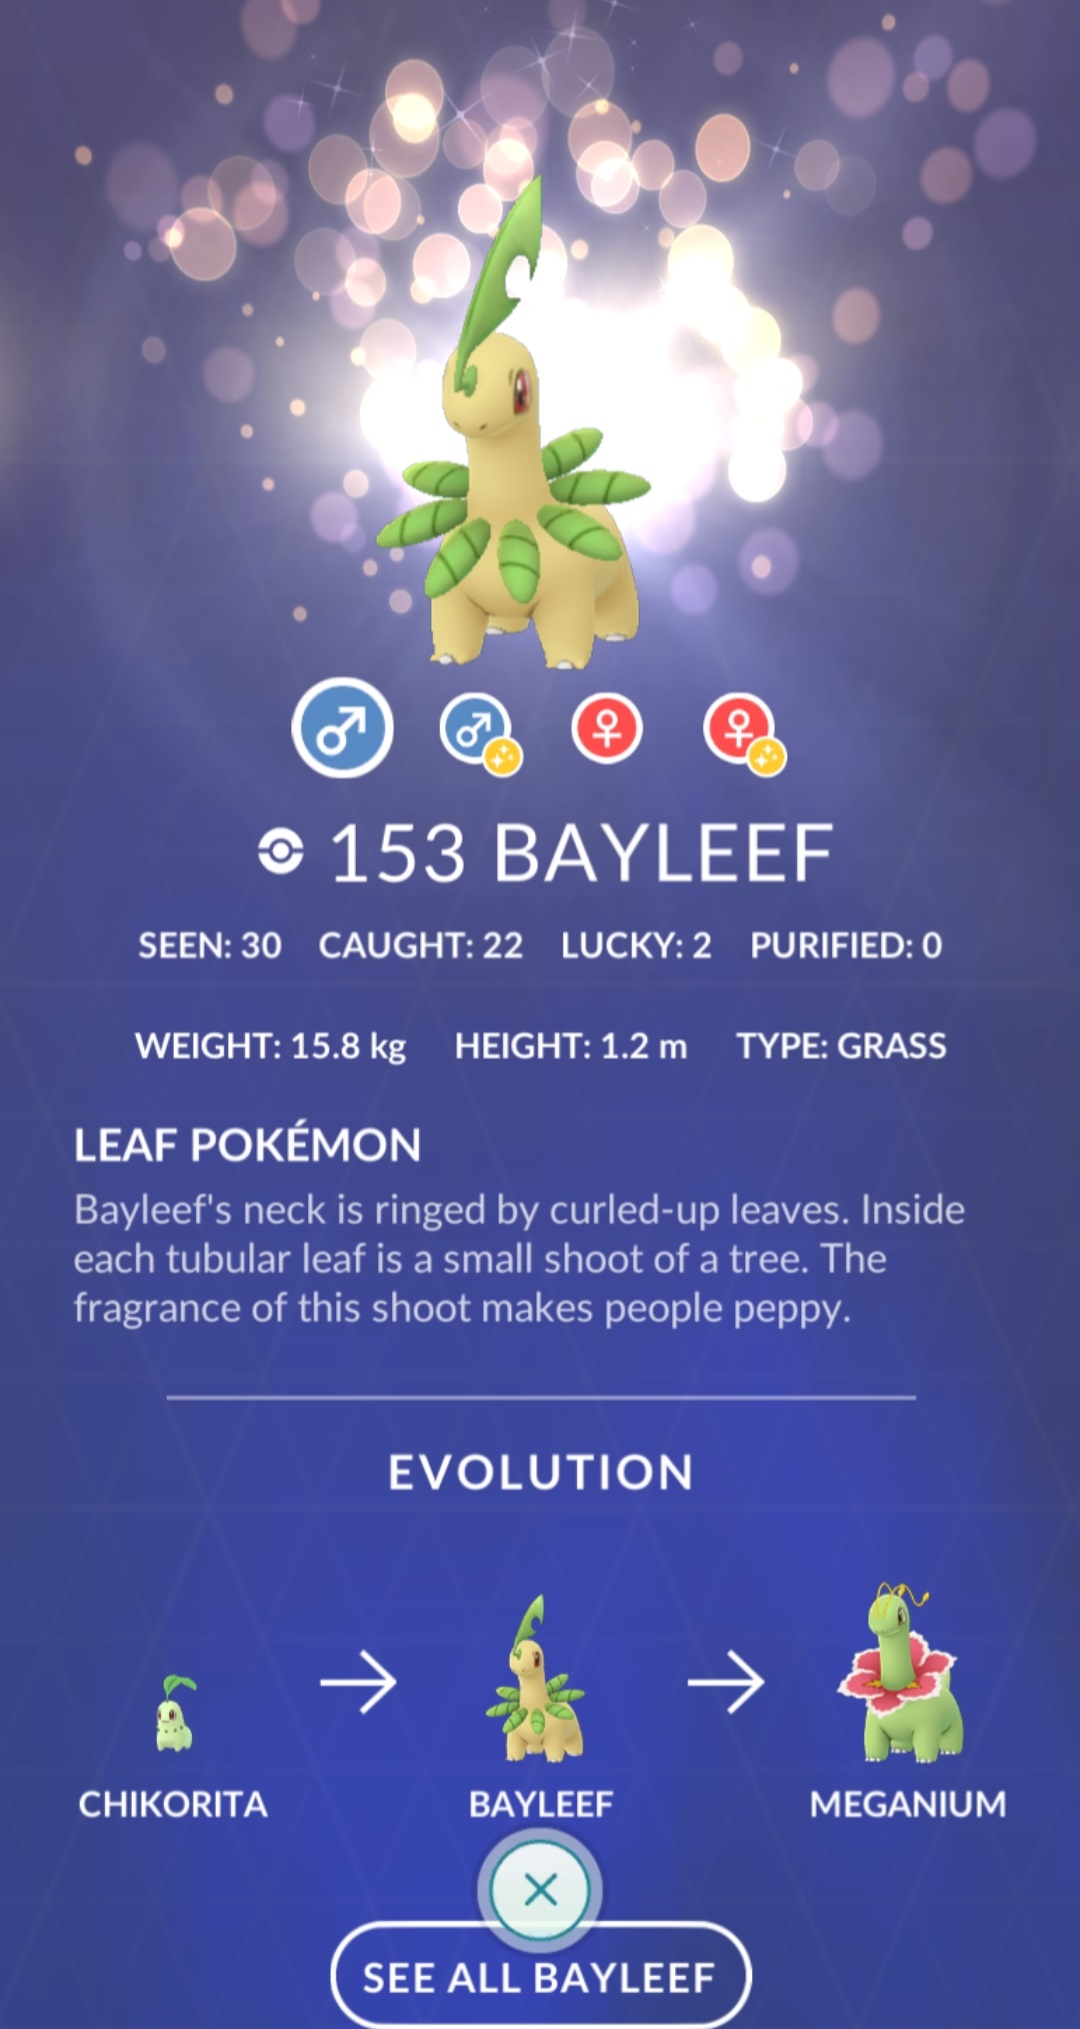 153 BAYLEEF
SEEN: 30 CAUGHT: 22 LUCKY: 2 PURIFIED: 0
WEIGHT: 15.8 kg HEIGHT: 1.2 m TYPE: GRASS
LEAF POKÉMON
Bayleef's neck is ringed by curled-up leaves. Inside
each tubular leaf is a small shoot of a tree. The
fragrance of this shoot makes people peppy.
EVOLUTION
CHIKORITA BAYLEEF MEGANIUM
SEE ALL BAYLEEF